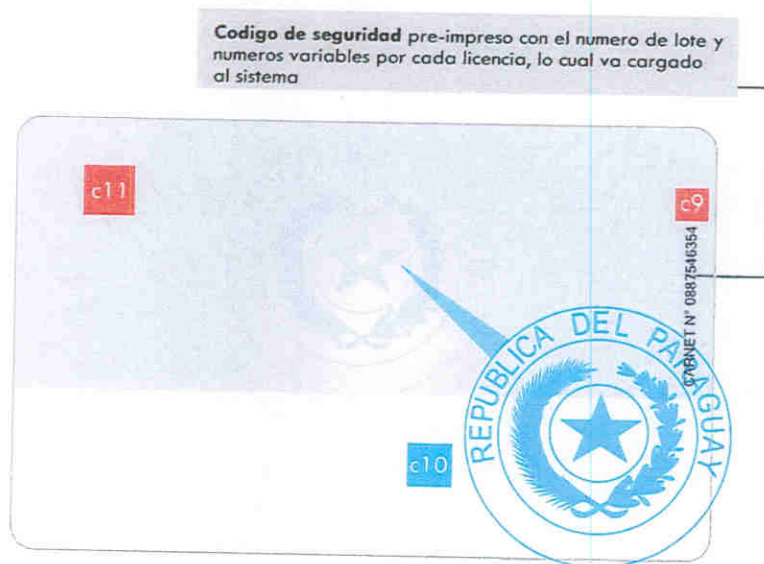 Codigo de seguridad pre-impreso con el numero de lote y
numeros variables por cada licencia, lo cual va cargado
al sistema
c11
c9
CARNET N° 0887546354
REPUBLICA DEL PARAGUAY
c10